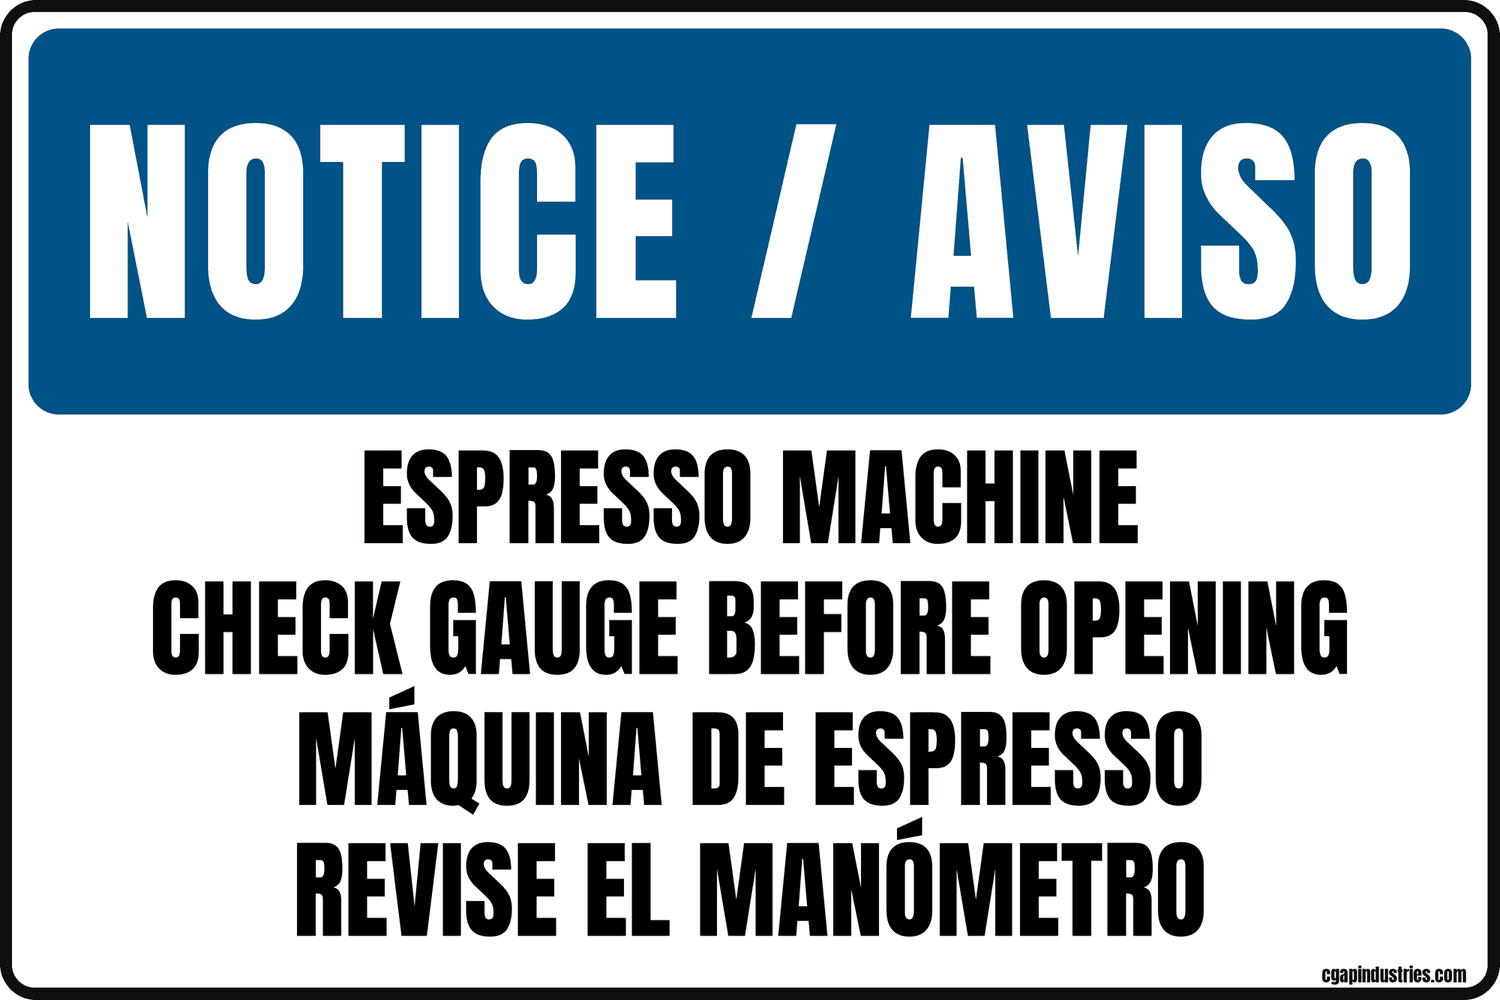 NOTICE / AVISO
ESPRESSO MACHINE
CHECK GAUGE BEFORE OPENING
MÁQUINA DE ESPRESSO
REVISE EL MANÓMETRO
cgapindustries.com